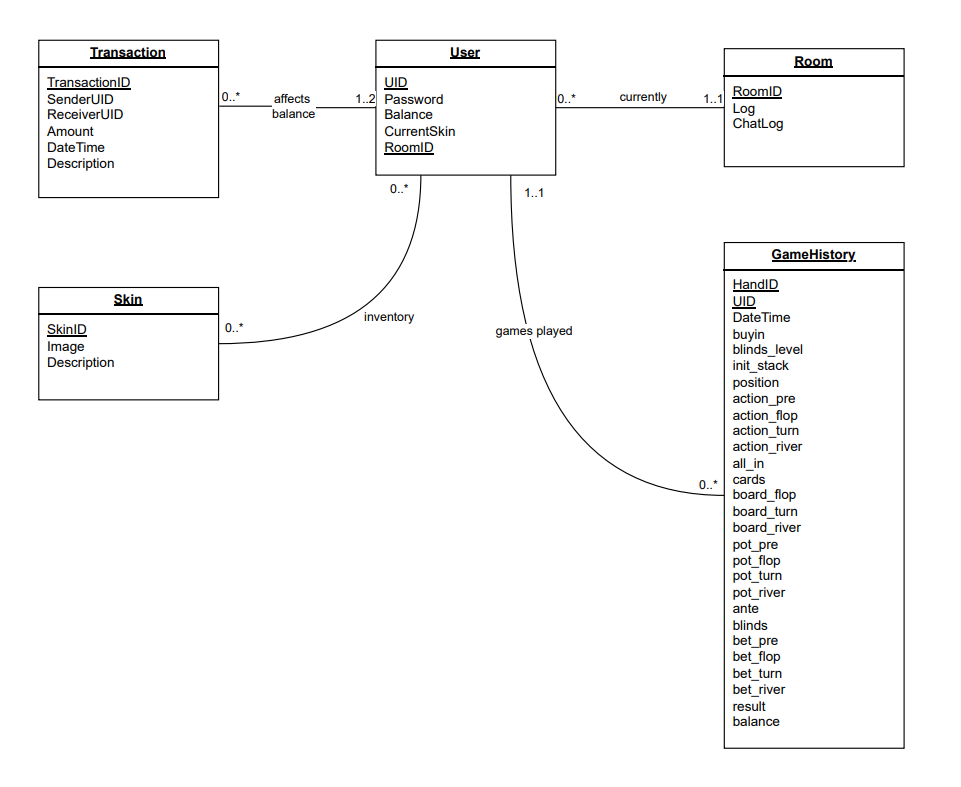 Transaction
TransactionID
SenderUID
ReceiverUID
Amount
DateTime
Description
0..*
affects
balance
1..2
User
UID
Password
Balance
CurrentSkin
RoomID
0..*
currently
1..1
Room
RoomID
Log
ChatLog
0..*
1..1
Skin
SkinID
Image
Description
0..*
inventory
games played
0..*
GameHistory
HandID
UID
DateTime
buyin
blinds_level
init_stack
position
action_pre
action_flop
action_turn
action_river
all_in
cards
board_flop
board_turn
board_river
pot_pre
pot_flop
pot_turn
pot_river
ante
blinds
bet_pre
bet_flop
bet_turn
bet_river
result
balance